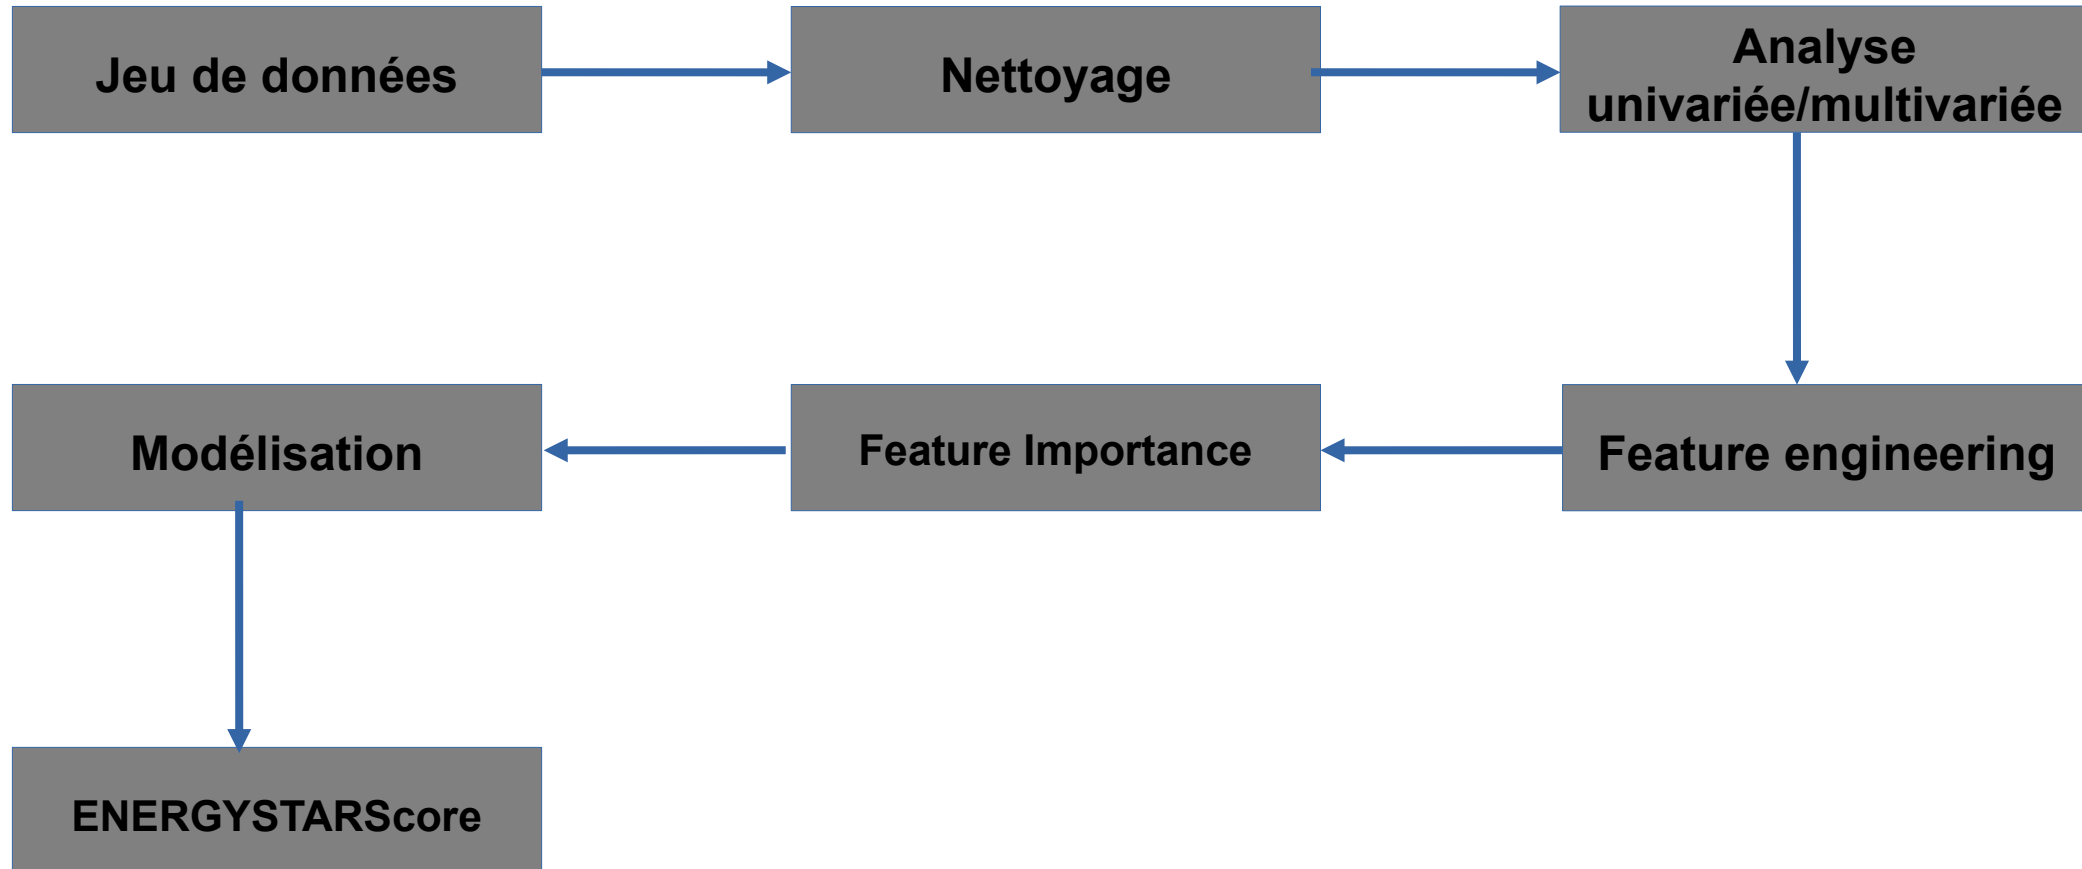 Jeu de données
Nettoyage
Analyse
univariée/multivariée
Modélisation
Feature Importance
Feature engineering
ENERGYSTARScore